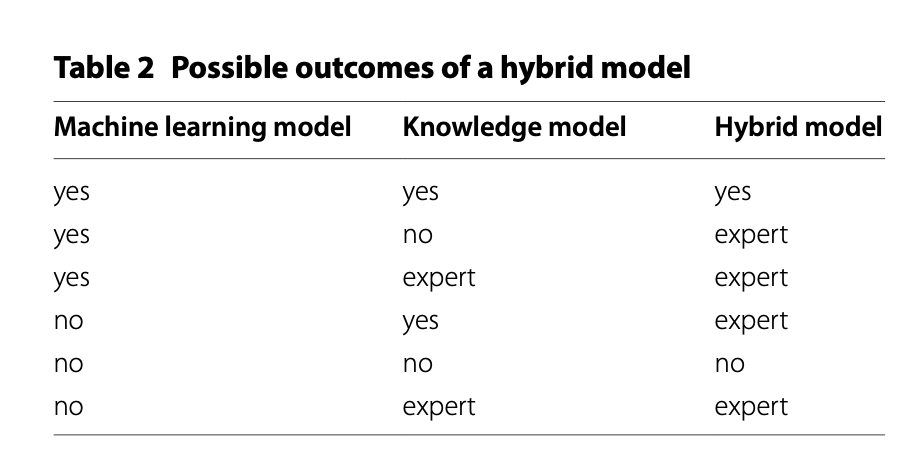 Table 2 Possible outcomes of a hybrid model
Machine learning model Knowledge model Hybrid model
yes yes yes
yes no expert
yes expert expert
no yes expert
no no no
no expert expert